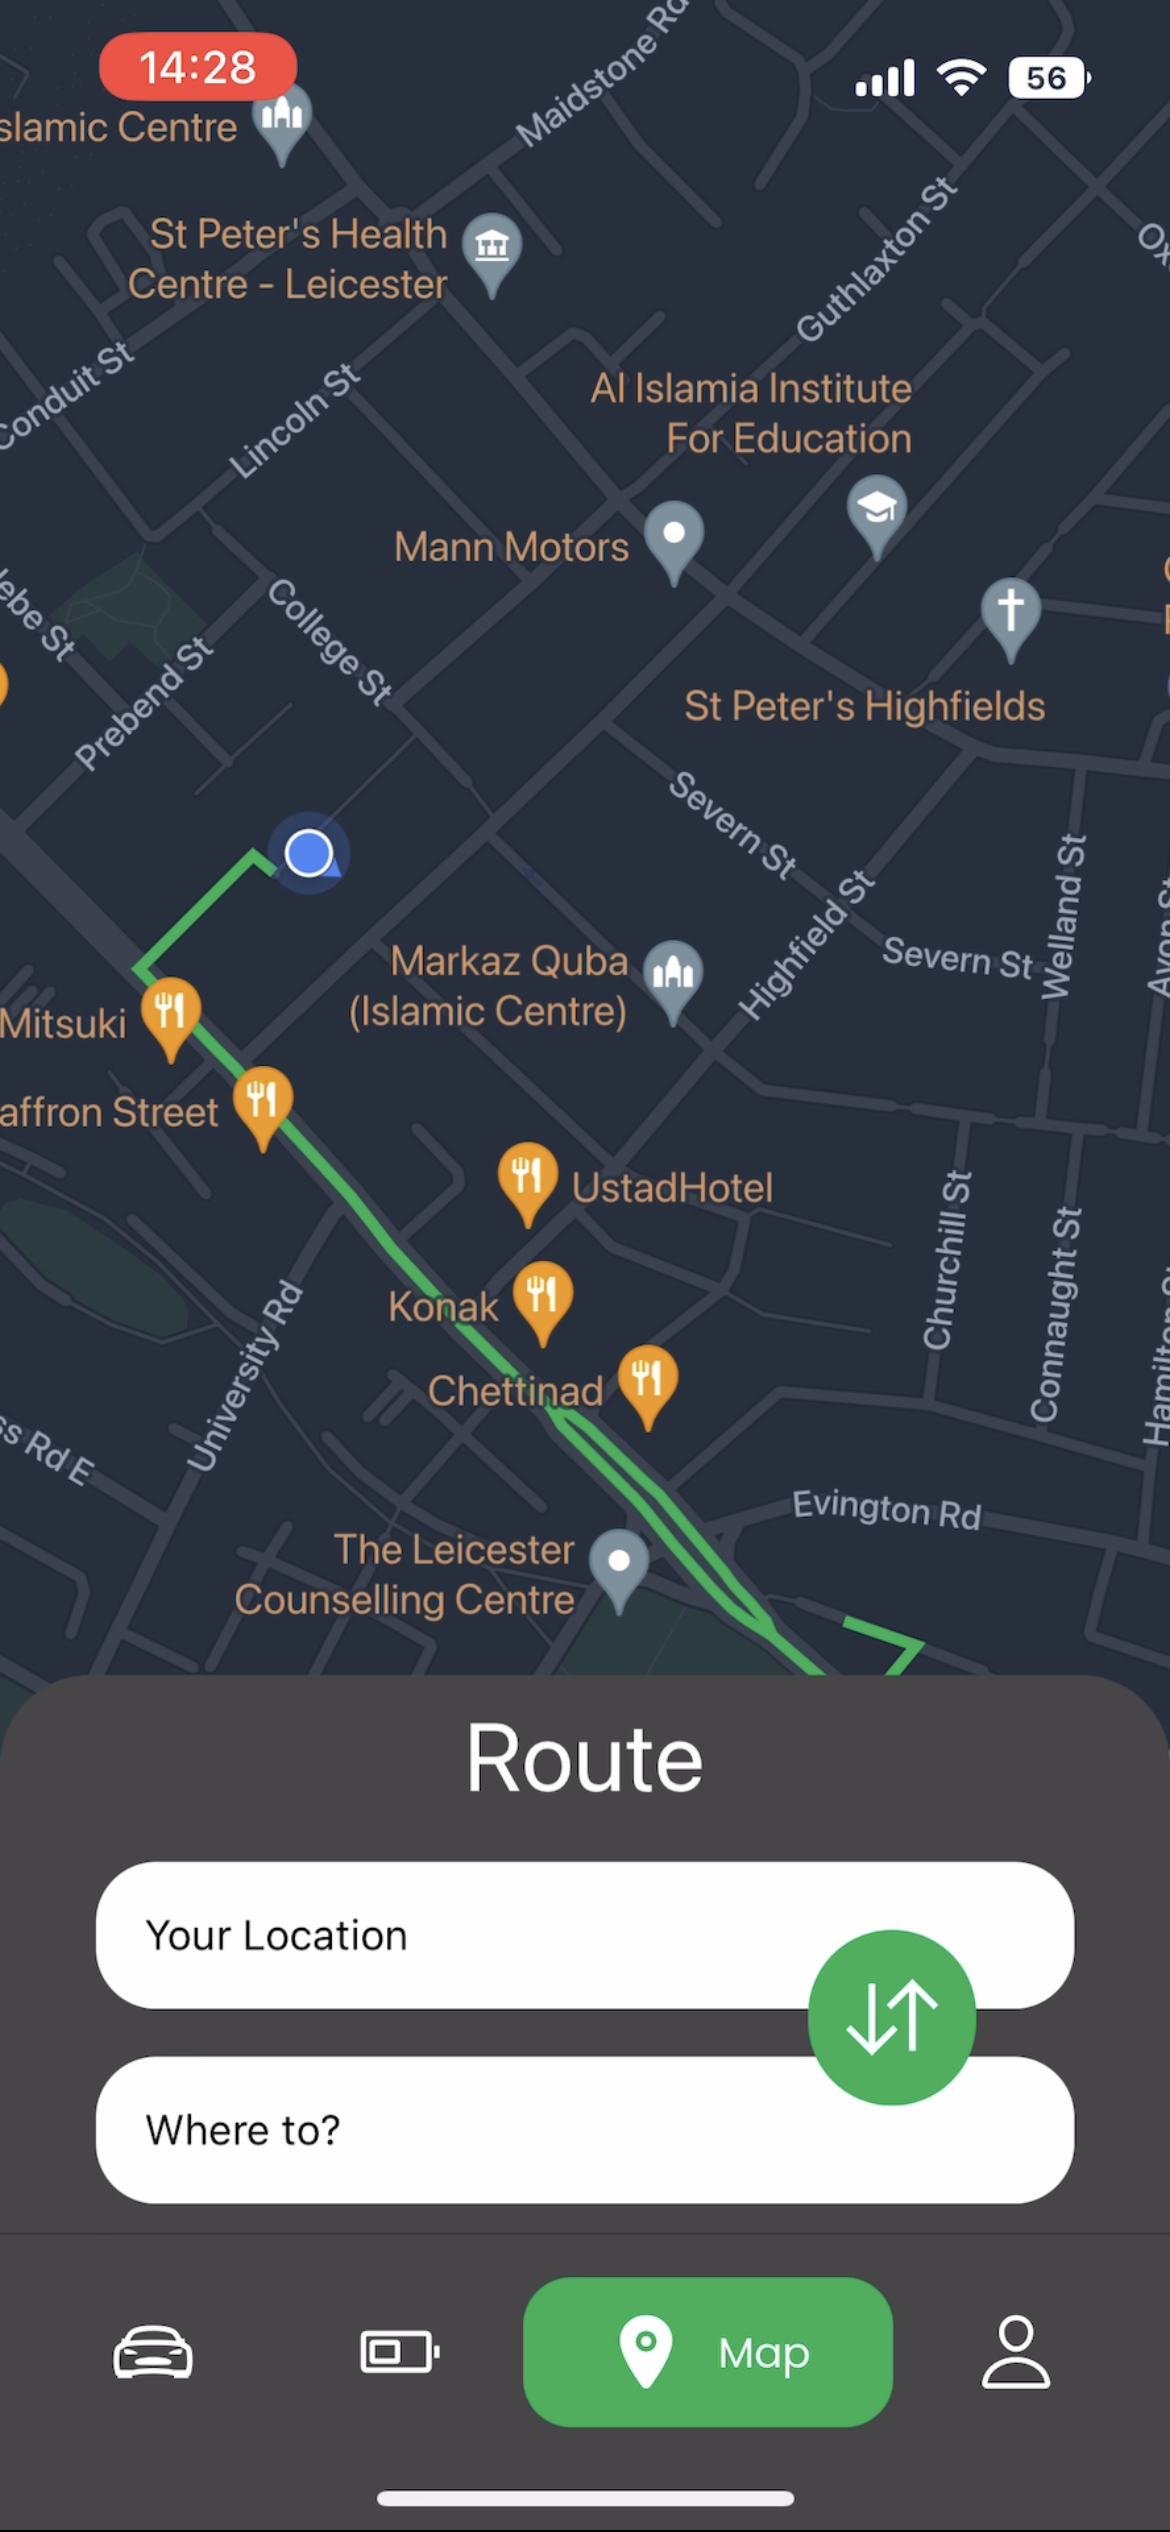 14:28
56
slamic Centre
Maidstone Rd
St Peter's Health
Centre - Leicester
Guthlaxton St
Conduit St
Lincoln St
Al Islamia Institute
For Education
Mann Motors
College St
Prebend St
St Peter's Highfields
Severn St
Highfield St
Welland St
Severn St
Avon St
Markaz Quba
(Islamic Centre)
Mitsuki
affron Street
UstadHotel
Churchill St
Connaught St
Konak
University Rd
Chettinad
ss Rd E
Evington Rd
The Leicester
Counselling Centre
Route
Your Location
Where to?
Map